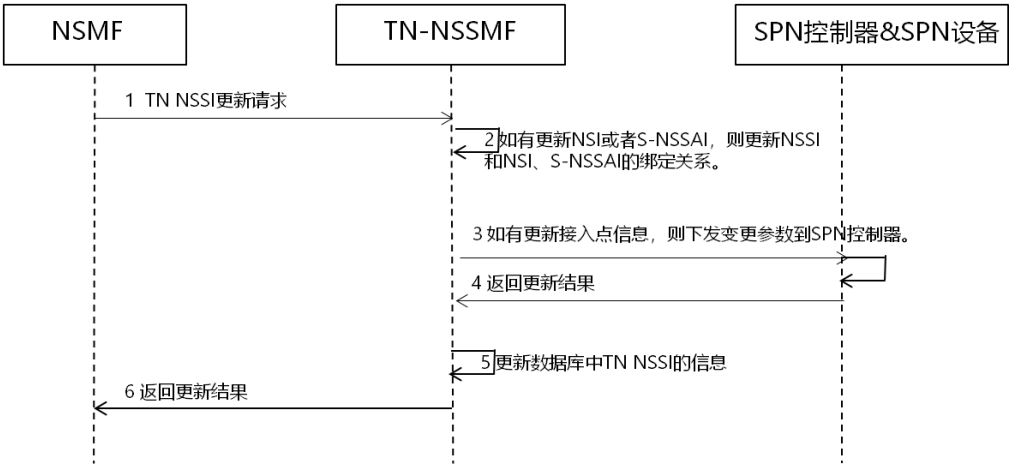 NSMF
TN-NSSMF
SPN控制器&SPN设备
1 TN NSSI更新请求
2 如有更新NSI或者S-NSSAI，则更新NSSI
和NSI、S-NSSAI的绑定关系。
3 如有更新接入点信息，则下发变更参数到SPN控制器。
4 返回更新结果
5 更新数据库中TN NSSI的信息
6 返回更新结果